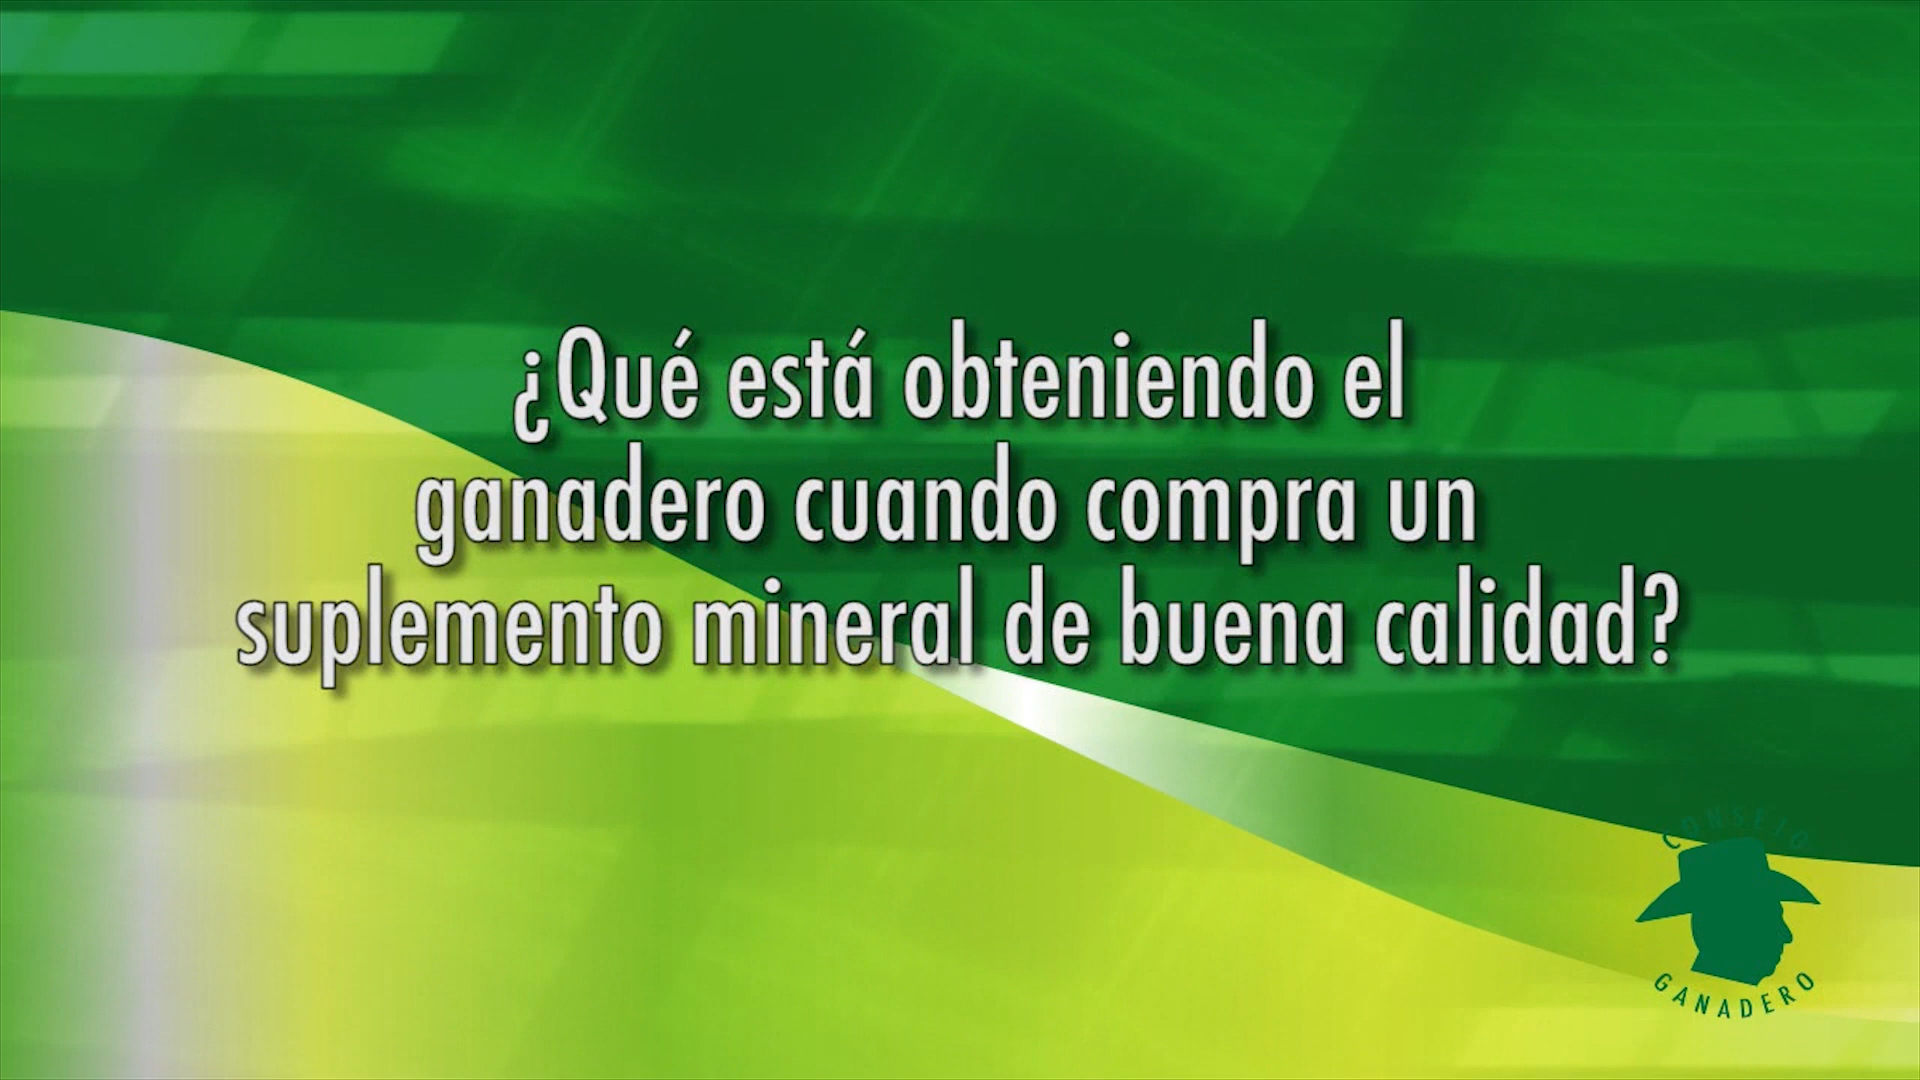 ¿Qué está obteniendo el
ganadero cuando compra un
suplemento mineral de buena calidad?
CONSEJO
GANADERO